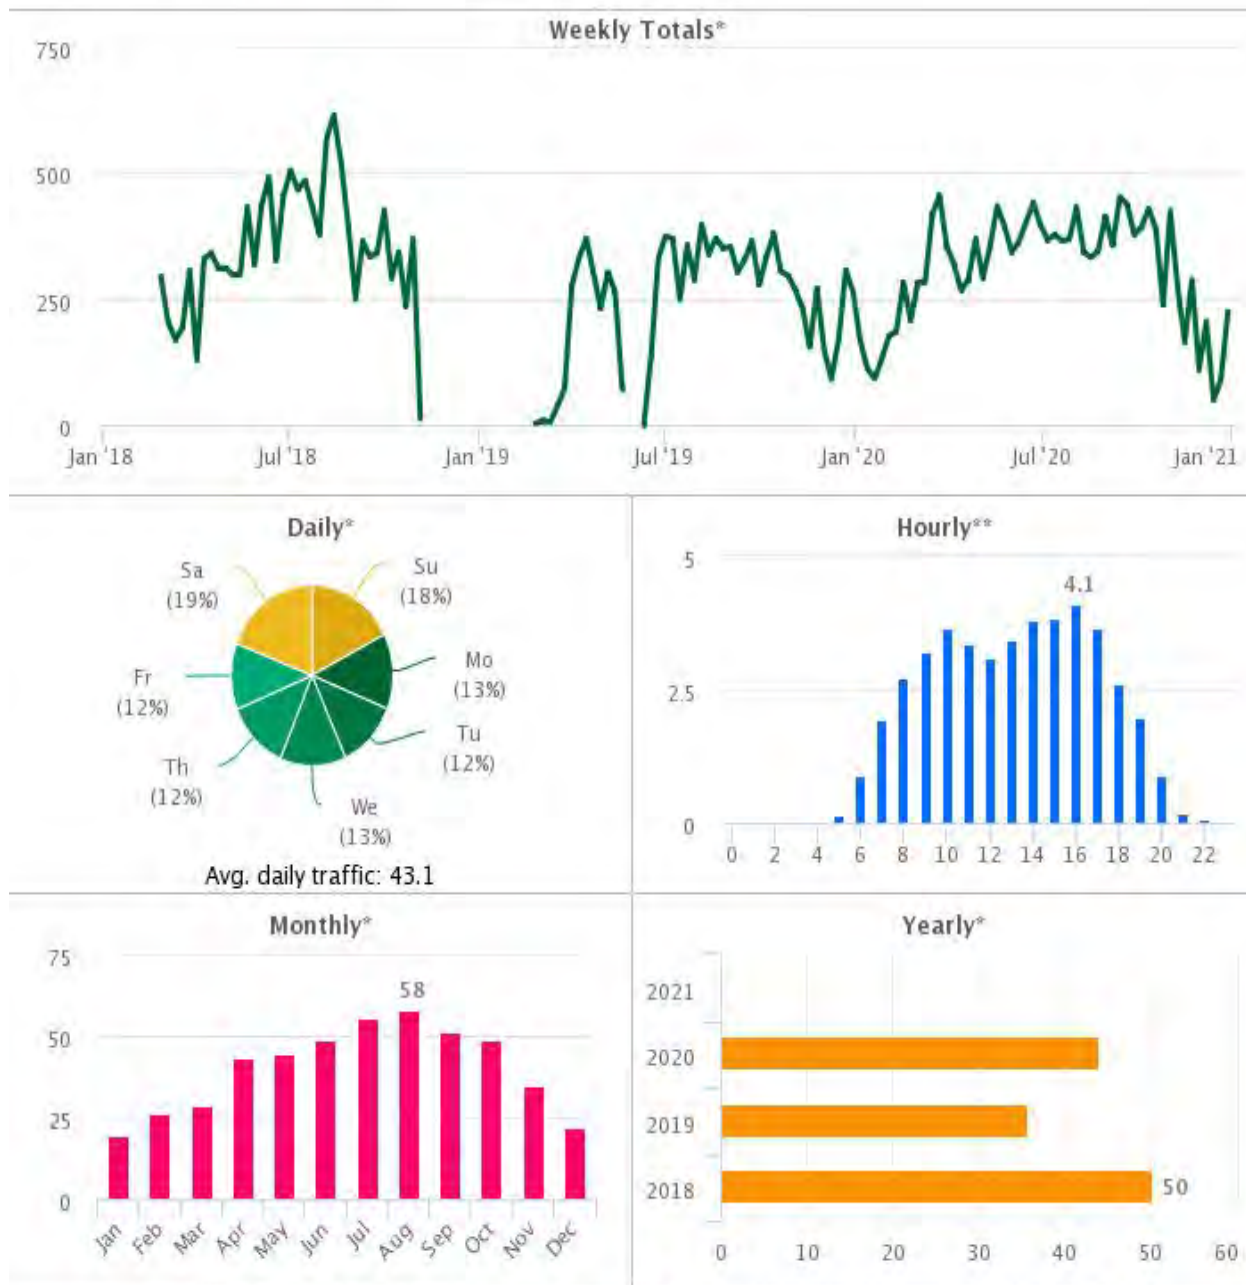 Weekly Totals*
750
500
250
0
Jan '18 Jul '18 Jan '19 Jul '19 Jan '20 Jul '20 Jan '21
Daily*
Sa
(19%)
Su
(18%)
Fr
(12%)
Mo
(13%)
Th
(12%)
Tu
(12%)
We
(13%)
Avg. daily traffic: 43.1
Hourly**
5
4.1
2.5
0
0 2 4 6 8 10 12 14 16 18 20 22
Monthly*
75
58
50
25
0
Jan Feb Mar Apr May Jun Jul Aug Sep Oct Nov Dec
Yearly*
2021
2020
2019
2018 50
0 10 20 30 40 50 60